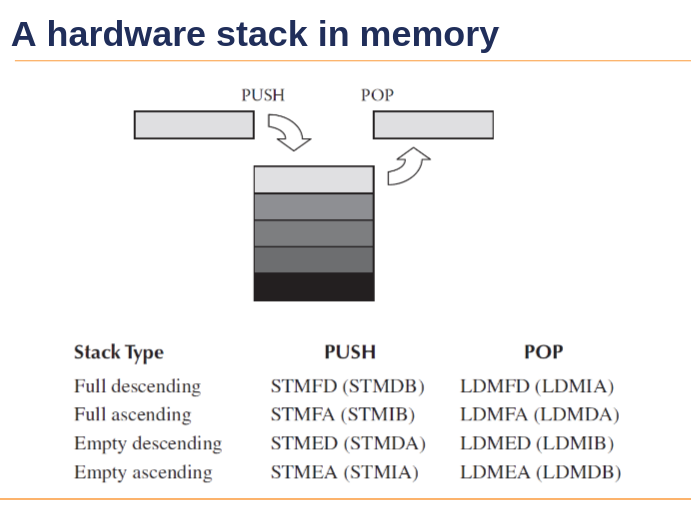 A hardware stack in memory
PUSH POP
Stack Type PUSH POP
Full descending STMFD (STMDB) LDMFD (LDMIA)
Full ascending STMFA (STMIB) LDMFA (LDMDA)
Empty descending STMED (STMDA) LDMED (LDMIB)
Empty ascending STMEA (STMIA) LDMEA (LDMDB)